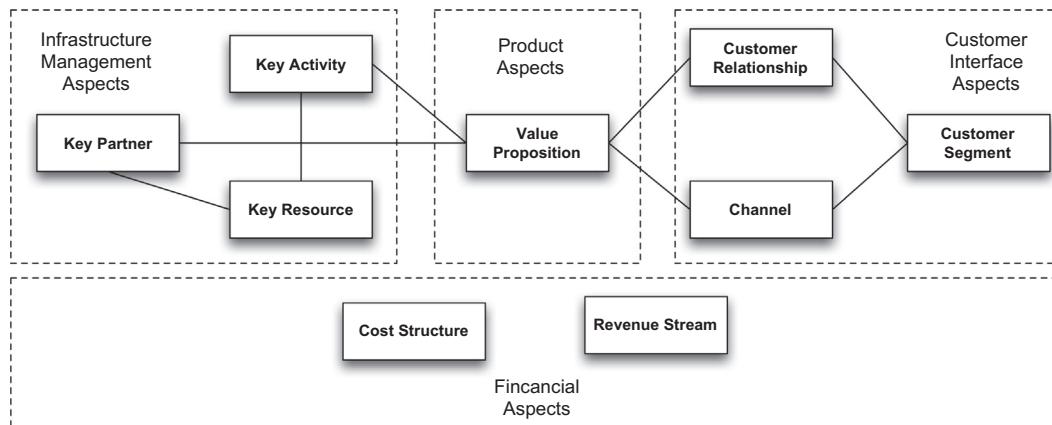 Infrastructure
Management
Aspects
Key Activity
Key Partner
Key Resource
Product
Aspects
Value
Proposition
Customer
Relationship
Channel
Customer
Interface
Aspects
Customer
Segment
Cost Structure
Revenue Stream
Fincancial
Aspects